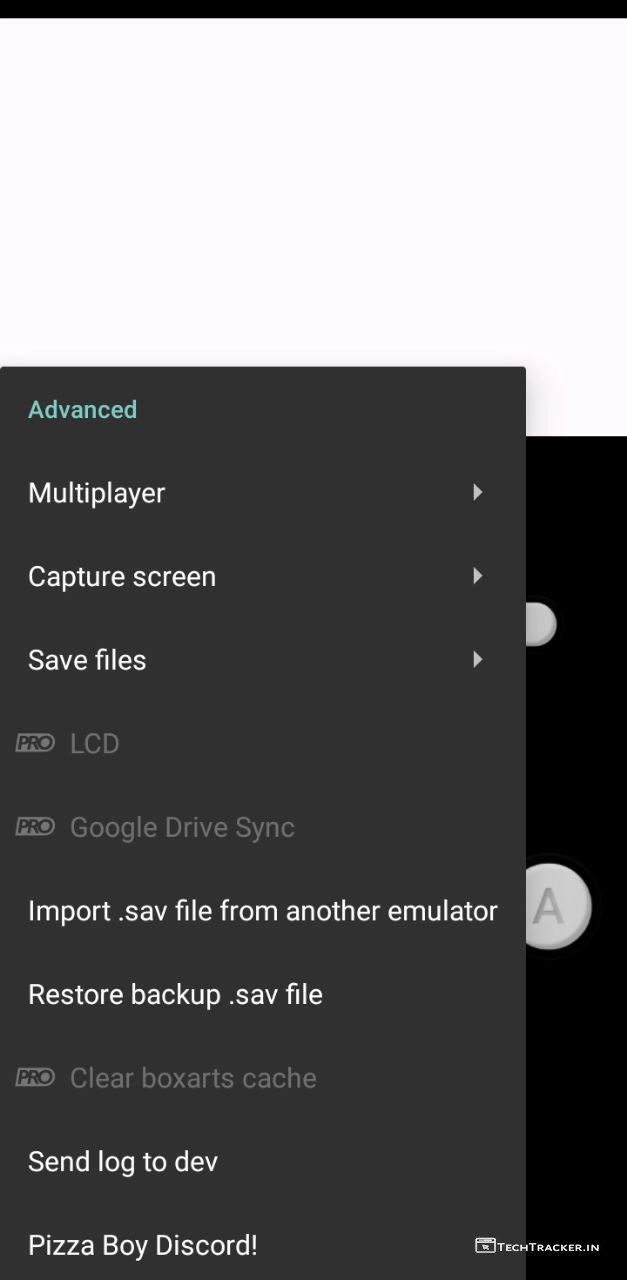 Advanced
Multiplayer
Capture screen
Save files
PRO LCD
PRO Google Drive Sync
A
Import .sav file from another emulator
Restore backup .sav file
PRO Clear boxarts cache
Send log to dev
Pizza Boy Discord!
TECHTRACKER.IN